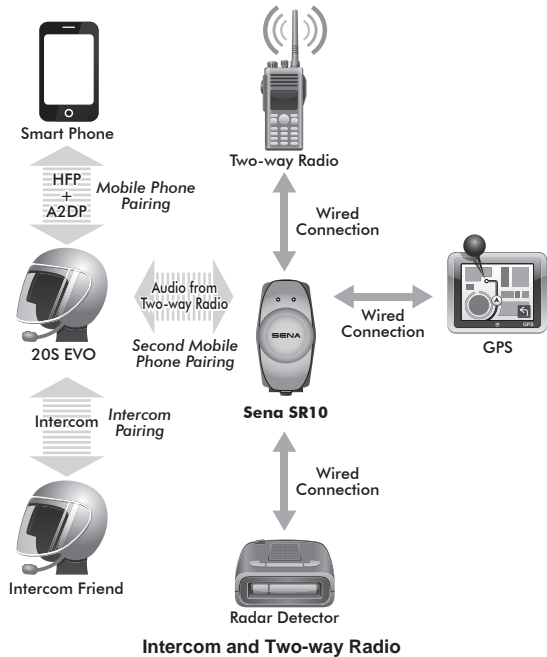 Smart Phone
Two-way Radio
HFP
+
A2DP
Mobile Phone
Pairing
Wired
Connection
20S EVO
Audio from
Two-way Radio
Second Mobile
Phone Pairing
SENA
Sena SR10
Wired
Connection
GPS
GPS
Intercom
Intercom
Pairing
Wired
Connection
Intercom Friend
Radar Detector
Intercom and Two-way Radio